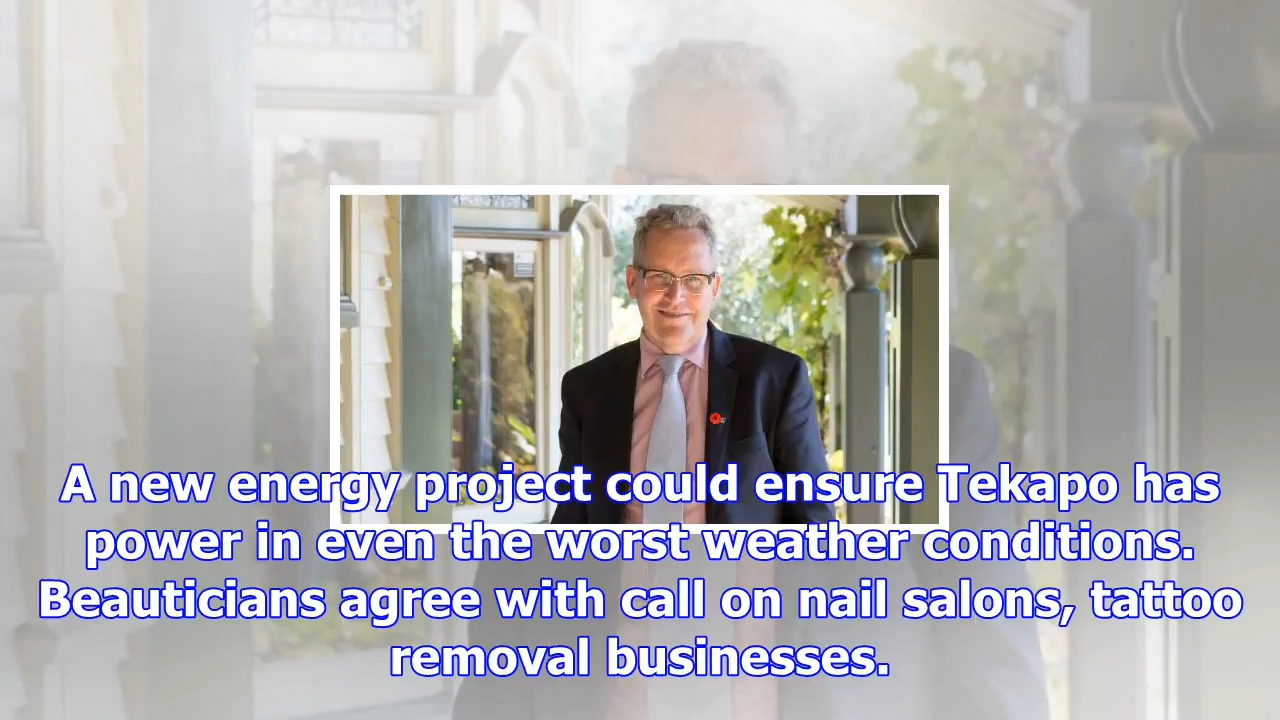 A new energy project could ensure Tekapo has
power in even the worst weather conditions.
Beauticians agree with call on nail salons, tattoo
removal businesses.